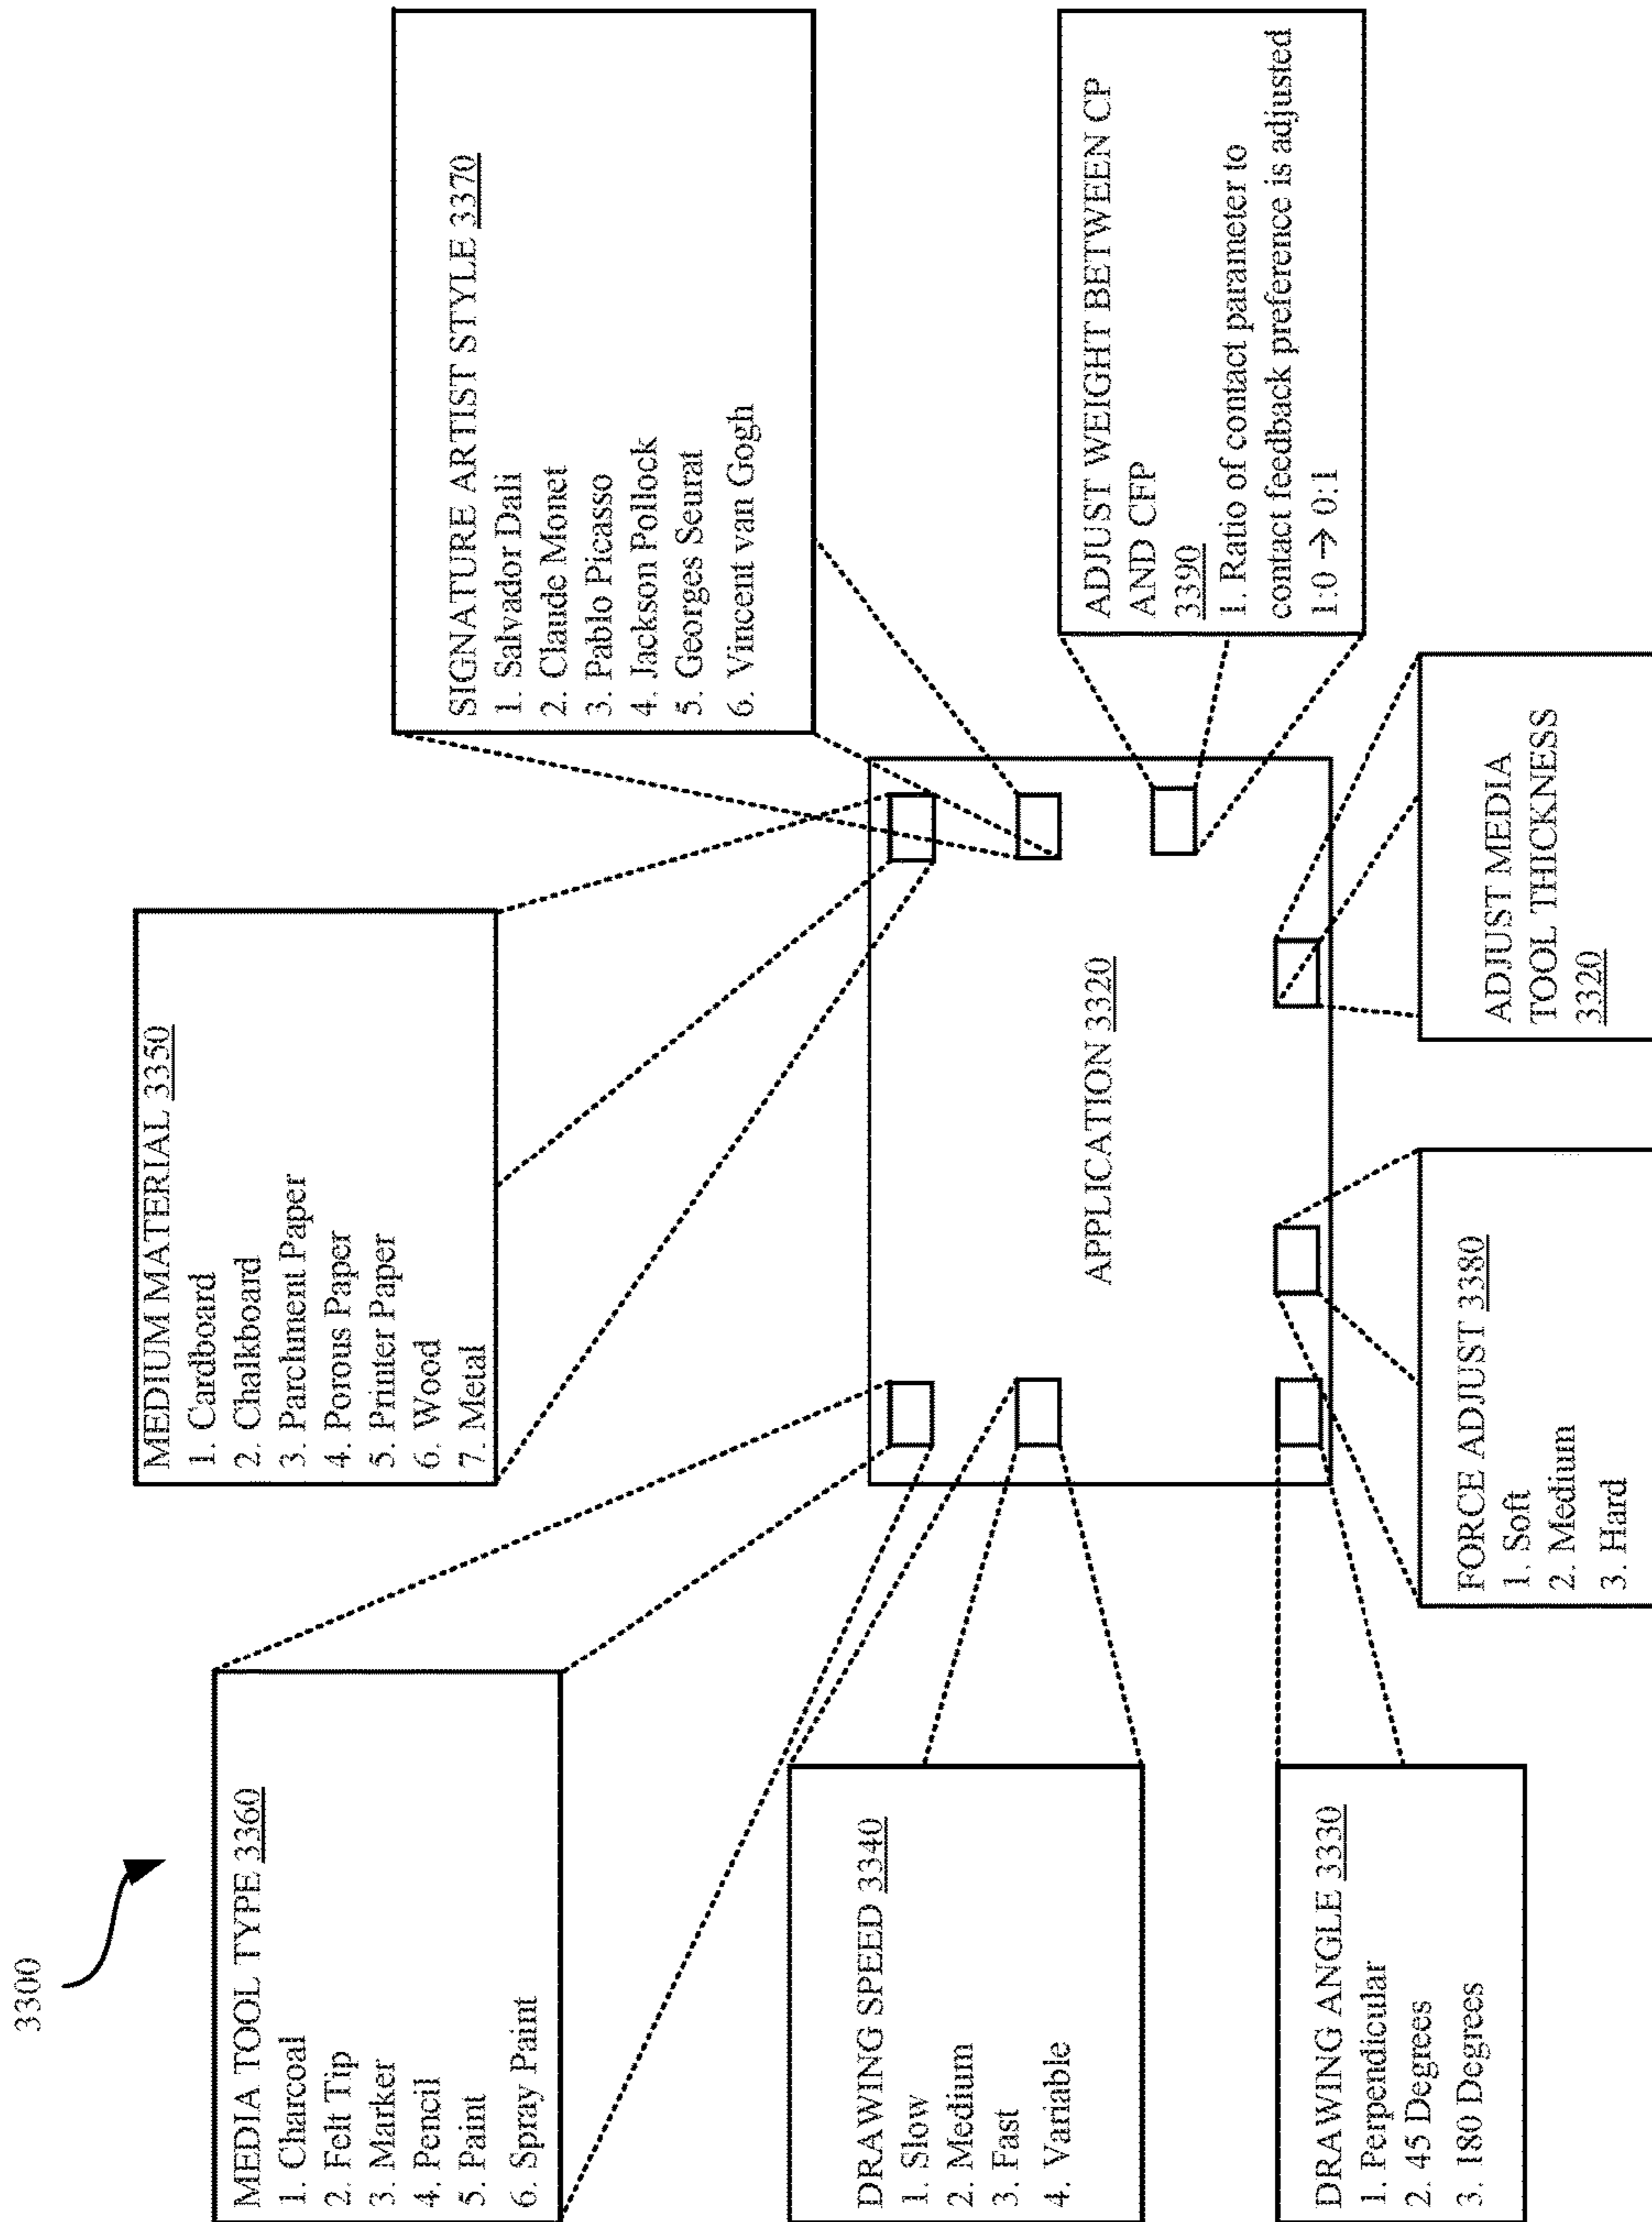 3300
MEDIA TOOL TYPE 3360
1. Charcoal
2. Felt Tip
3. Marker
4. Pencil
5. Paint
6. Spray Paint
MEDIUM MATERIAL 3350
1. Cardboard
2. Chalkboard
3. Parchment Paper
4. Porous Paper
5. Printer Paper
6. Wood
7. Metal
SIGNATURE ARTIST STYLE 3370
1. Salvador Dali
2. Claude Monet
3. Pablo Picasso
4. Jackson Pollock
5. Georges Seurat
6. Vincent van Gogh
DRAWING SPEED 3340
1. Slow
2. Medium
3. Fast
4. Variable
APPLICATION 3320
ADJUST WEIGHT BETWEEN CP
AND CFP
3390
1. Ratio of contact parameter to
contact feedback preference is adjusted
1:0 → 0:1
DRAWING ANGLE 3330
1. Perpendicular
2. 45 Degrees
3. 180 Degrees
FORCE ADJUST 3380
1. Soft
2. Medium
3. Hard
ADJUST MEDIA
TOOL THICKNESS
3320